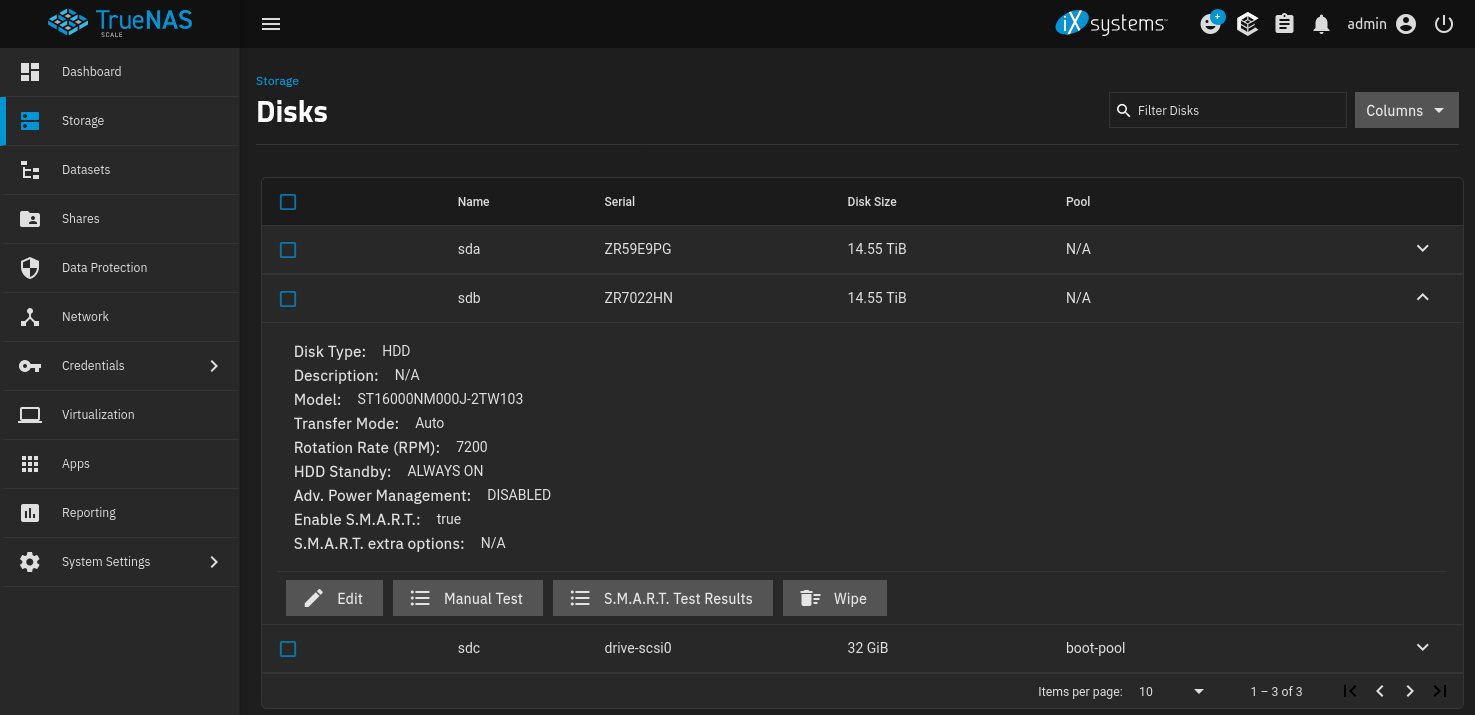 TrueNAS
SCALE
iXsystems
admin
Dashboard
Storage
Datasets
Shares
Data Protection
Network
Credentials
Virtualization
Apps
Reporting
System Settings
Storage
Disks
Filter Disks
Columns
Name Serial Disk Size Pool
sda ZR59E9PG 14.55 TiB N/A
sdb ZR7022HN 14.55 TiB N/A
Disk Type: HDD
Description: N/A
Model: ST16000NM000J-2TW103
Transfer Mode: Auto
Rotation Rate (RPM): 7200
HDD Standby: ALWAYS ON
Adv. Power Management: DISABLED
Enable S.M.A.R.T.: true
S.M.A.R.T. extra options: N/A
Edit Manual Test S.M.A.R.T. Test Results Wipe
sdc drive-scsi0 32 GiB boot-pool
Items per page: 10 1 – 3 of 3